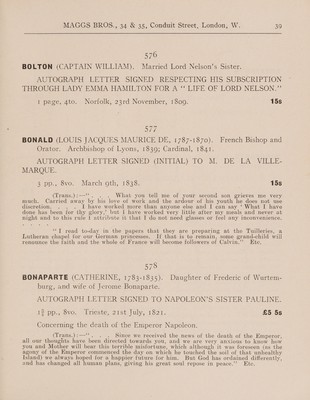 MAGGS BROS., 34 & 35, Conduit Street, London, W. 39
576
BOLTON (CAPTAIN WILLIAM). Married Lord Nelson's Sister.
AUTOGRAPH LETTER SIGNED RESPECTING HIS SUBSCRIPTION
THROUGH LADY EMMA HAMILTON FOR A " LIFE OF LORD NELSON."
1 page, 4to. Norfolk, 23rd November, 1809. 15s
577
BONALD (LOUIS JACQUES MAURICE DE, 1787-1870). French Bishop and
Orator. Archbishop of Lyons, 1839; Cardinal, 1841.
AUTOGRAPH LETTER SIGNED (INITIAL) TO M. DE LA VILLE-
MARQUE.
3 pp., 8vo. March 9th, 1838. 15s
(Trans.):—" . . . . What you tell me of your second son grieves me very
much. Carried away by his love of work and the ardour of his youth he does not use
discretion. . . . . I have worked more than anyone else and I can say ' What I have
done has been for thy glory,' but I have worked very little after my meals and never at
night and to this rule I attribute it that I do not need glasses or feel any inconvenience.
. . . . .
" I read to-day in the papers that they are preparing at the Tuilleries, a
Lutheran chapel for our German princesses. If that is to remain, some grand-child will
renounce the faith and the whole of France will become followers of Calvin." Etc.
578
BONAPARTE (CATHERINE, 1783-1835). Daughter of Frederic of Wurtem-
burg, and wife of Jerome Bonaparte.
AUTOGRAPH LETTER SIGNED TO NAPOLEON'S SISTER PAULINE.
1¾ pp., 8vo. Trieste, 21st July, 1821. £5 5s
Concerning the death of the Emperor Napoleon.
(Trans.):—" . . . . Since we received the news of the death of the Emperor,
all our thoughts have been directed towards you, and we are very anxious to know how
you and Mother will bear this terrible misfortune, which although it was foreseen (as the
agony of the Emperor commenced the day on which he touched the soil of that unhealthy
Island) we always hoped for a happier future for him. But God has ordained differently,
and has changed all human plans, giving his great soul repose in peace." Etc.